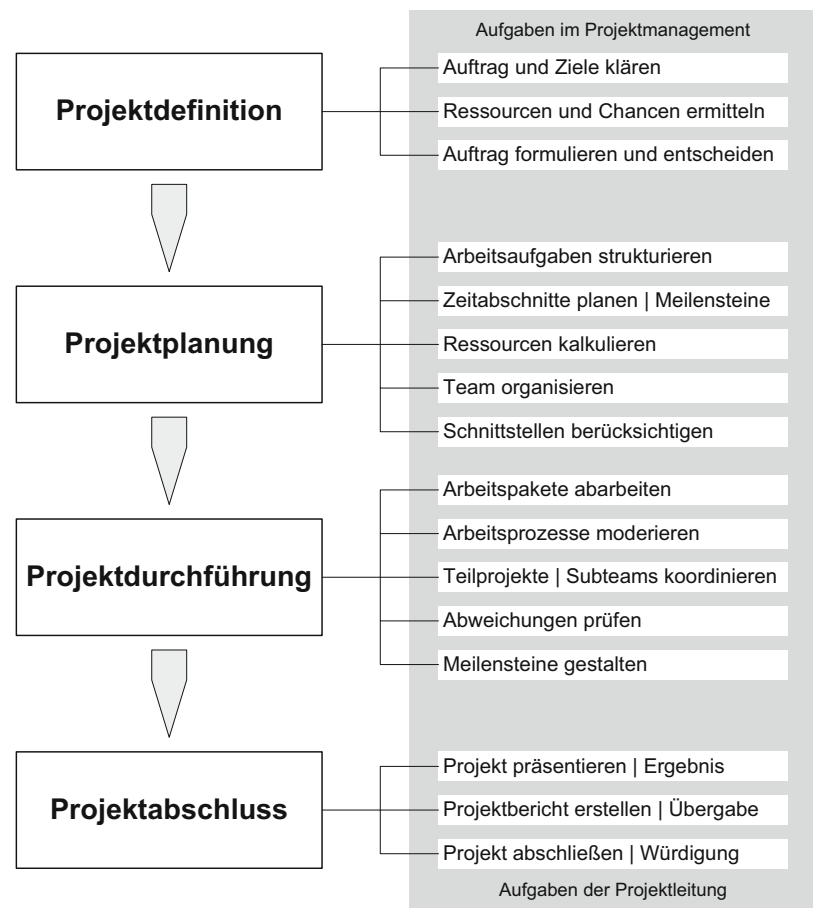 Aufgaben im Projektmanagement
Projektdefinition
Auftrag und Ziele klären
Ressourcen und Chancen ermitteln
Auftrag formulieren und entscheiden
Projektplanung
Arbeitsaufgaben strukturieren
Zeitabschnitte planen | Meilensteine
Ressourcen kalkulieren
Team organisieren
Schnittstellen berücksichtigen
Projektdurchführung
Arbeitspakete abarbeiten
Arbeitsprozesse moderieren
Teilprojekte | Subteams koordinieren
Abweichungen prüfen
Meilensteine gestalten
Projektabschluss
Projekt präsentieren | Ergebnis
Projektbericht erstellen | Übergabe
Projekt abschließen | Würdigung
Aufgaben der Projektleitung